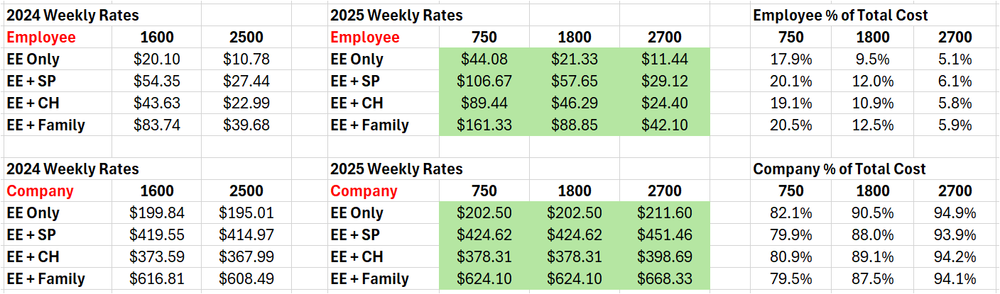 2024 Weekly Rates 2025 Weekly Rates Employee % of Total Cost
Employee 1600 2500 Employee 750 1800 2700 750 1800 2700
EE Only $20.10 $10.78 EE Only $44.08 $21.33 $11.44 17.9% 9.5% 5.1%
EE + SP $54.35 $27.44 EE + SP $106.67 $57.65 $29.12 20.1% 12.0% 6.1%
EE + CH $43.63 $22.99 EE + CH $89.44 $46.29 $24.40 19.1% 10.9% 5.8%
EE + Family $83.74 $39.68 EE + Family $161.33 $88.85 $42.10 20.5% 12.5% 5.9%
2024 Weekly Rates 2025 Weekly Rates Company % of Total Cost
Company 1600 2500 Company 750 1800 2700 750 1800 2700
EE Only $199.84 $195.01 EE Only $202.50 $202.50 $211.60 82.1% 90.5% 94.9%
EE + SP $419.55 $414.97 EE + SP $424.62 $424.62 $451.46 79.9% 88.0% 93.9%
EE + CH $373.59 $367.99 EE + CH $378.31 $378.31 $398.69 80.9% 89.1% 94.2%
EE + Family $616.81 $608.49 EE + Family $624.10 $624.10 $668.33 79.5% 87.5% 94.1%